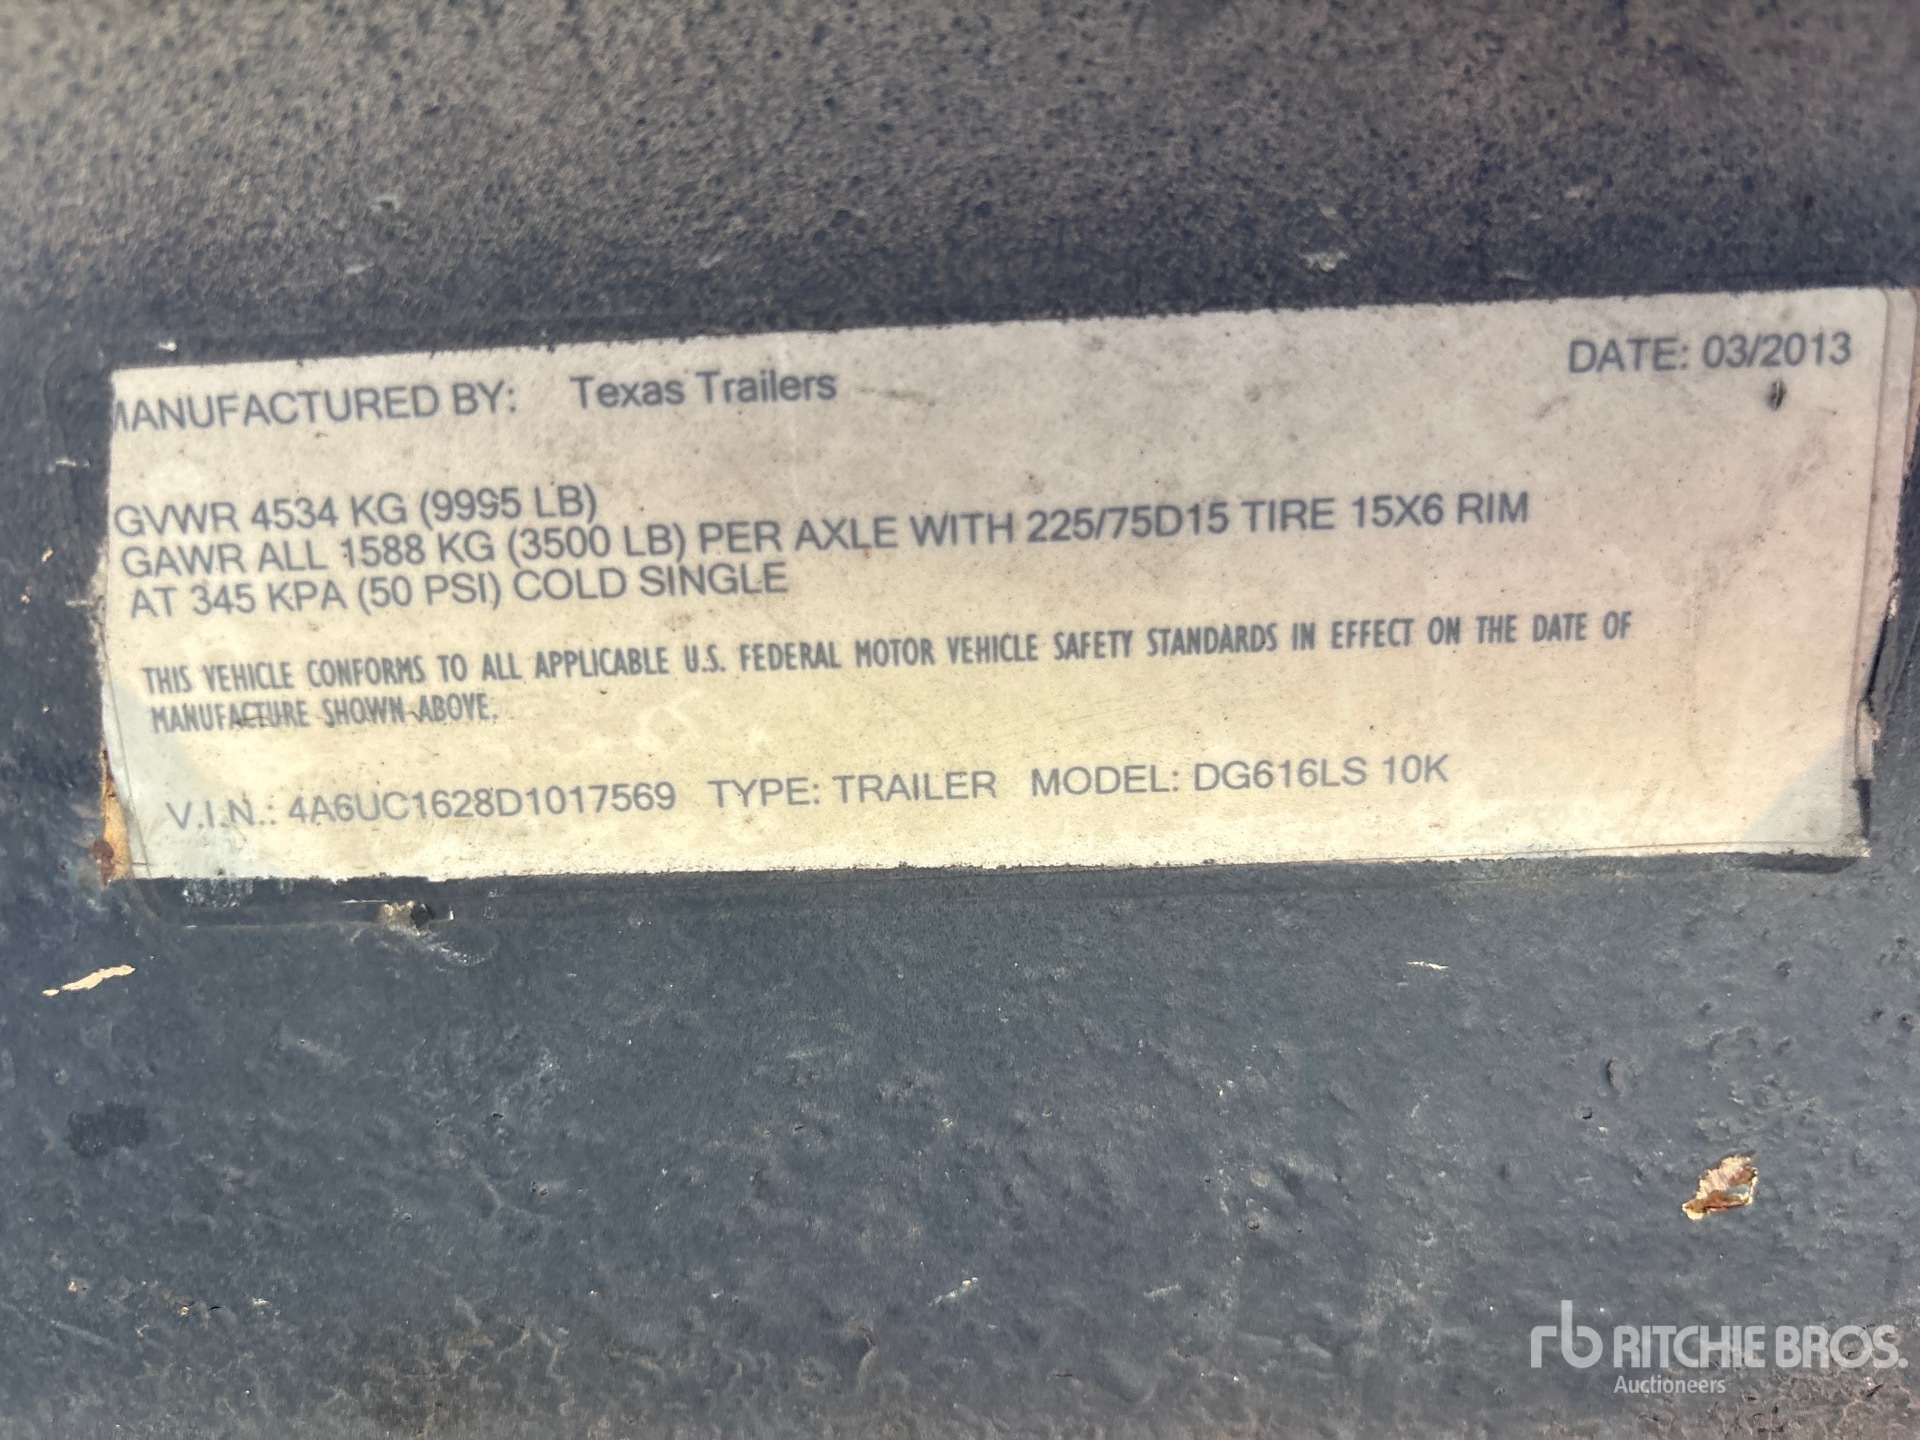 MANUFACTURED BY: Texas Trailers DATE: 03/2013
GVWR 4534 KG (9995 LB)
GAWR ALL 1588 KG (3500 LB) PER AXLE WITH 225/75D15 TIRE 15X6 RIM
AT 345 KPA (50 PSI) COLD SINGLE
THIS VEHICLE CONFORMS TO ALL APPLICABLE U.S. FEDERAL MOTOR VEHICLE SAFETY STANDARDS IN EFFECT ON THE DATE OF
MANUFACTURE SHOWN ABOVE.
V.I.N.: 4A6UC1628D1017569 TYPE: TRAILER MODEL: DG616LS 10K
rb RITCHIE BROS.
Auctioneers